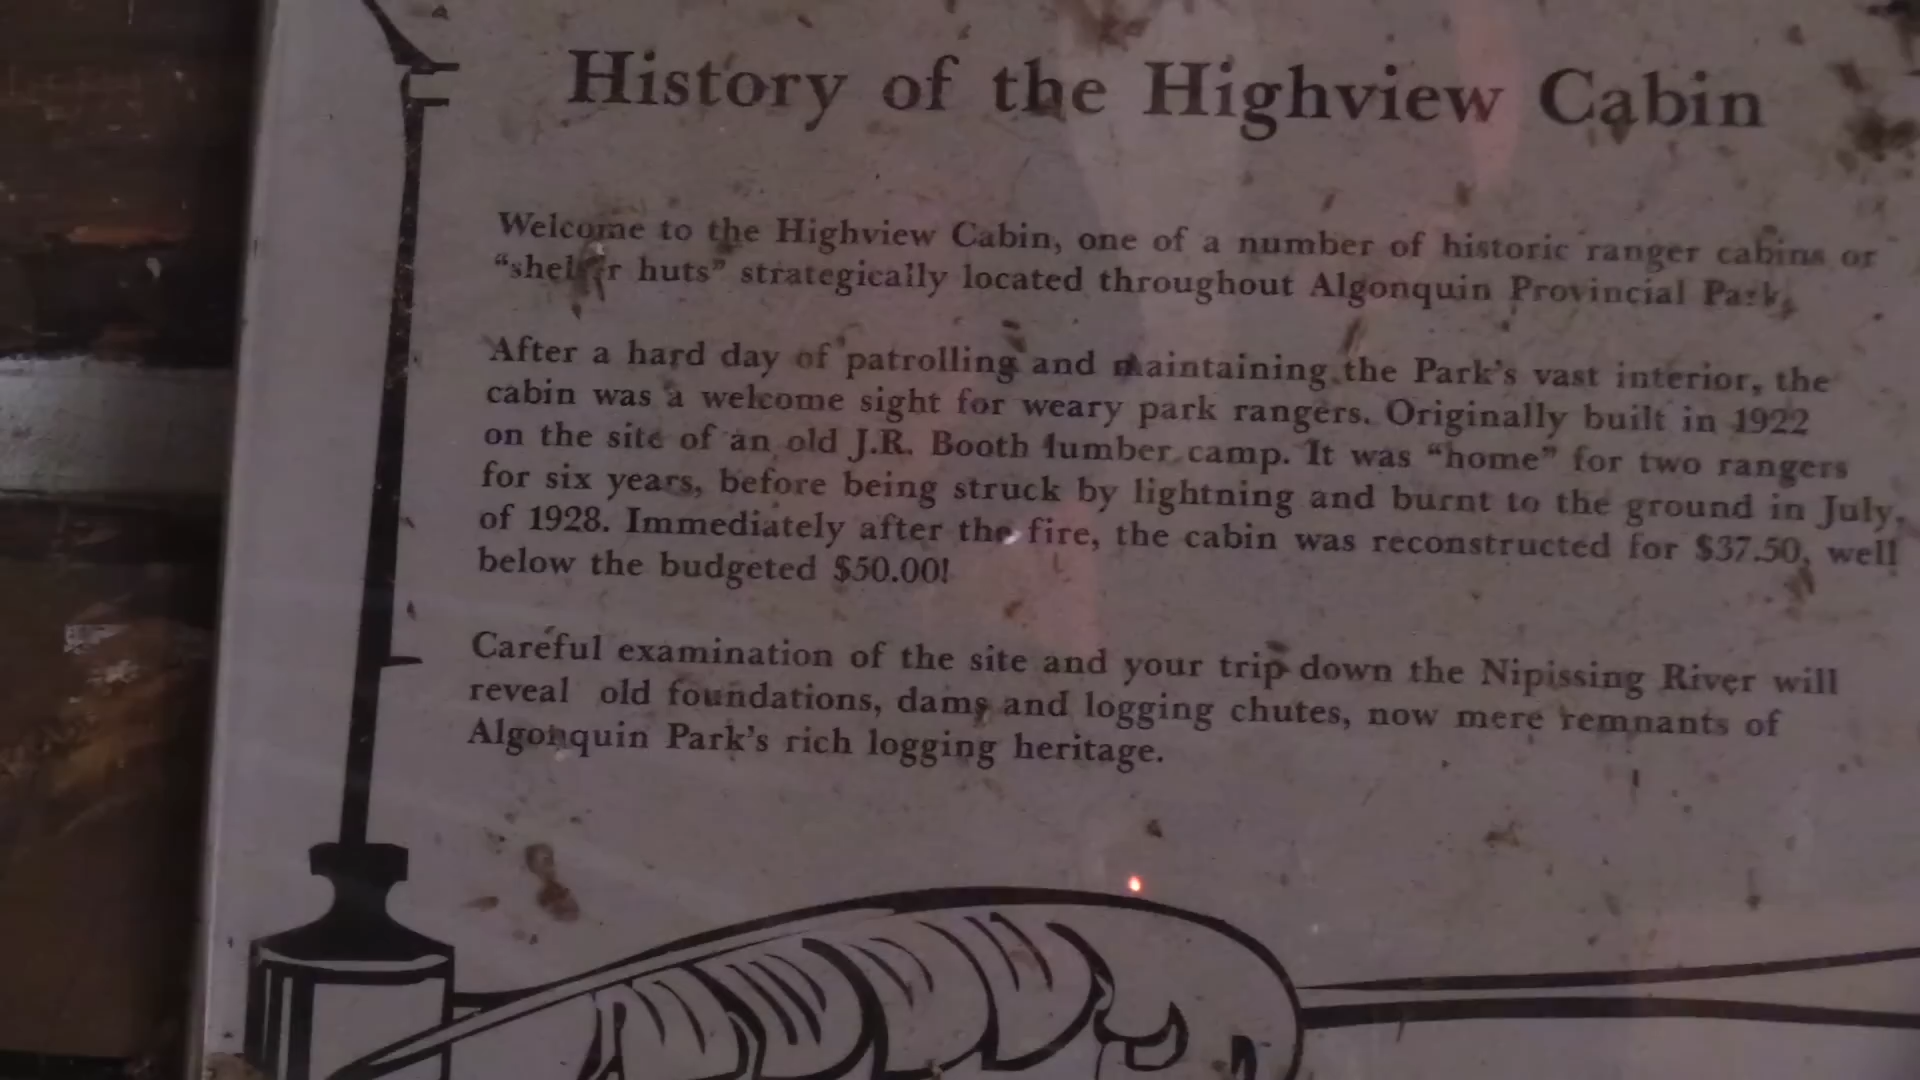 History of the Highview Cabin
Welcome to the Highview Cabin, one of a number of historic ranger cabins or
“shelter huts” strategically located throughout Algonquin Provincial Park.
After a hard day of patrolling and maintaining the Park’s vast interior, the
cabin was a welcome sight for weary park rangers. Originally built in 1922
on the site of an old J.R. Booth lumber camp. It was “home” for two rangers
for six years, before being struck by lightning and burnt to the ground in July,
of 1928. Immediately after the fire, the cabin was reconstructed for $37.50, well
below the budgeted $50.00!
Careful examination of the site and your trip down the Nipissing River will
reveal old foundations, dams and logging chutes, now mere remnants of
Algonquin Park’s rich logging heritage.